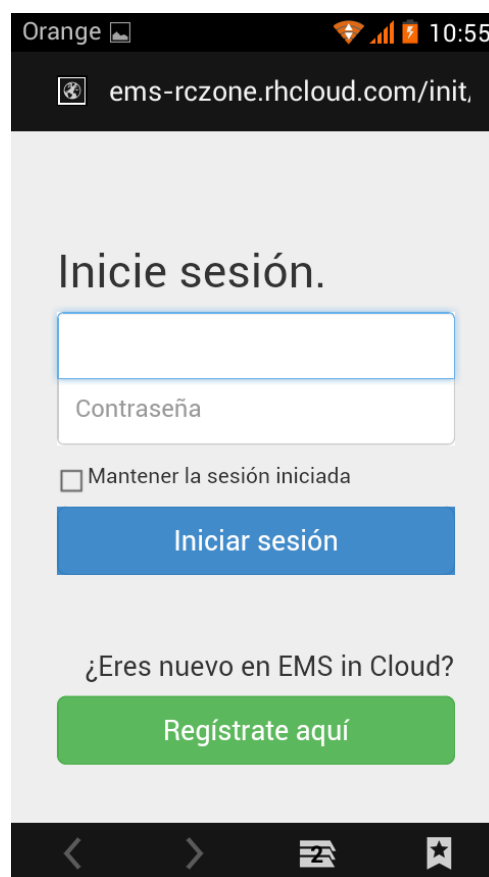 Orange 10:55
ems-rczone.rhcloud.com/init/
Inicie sesión.
Contraseña
Mantener la sesión iniciada
Iniciar sesión
¿Eres nuevo en EMS in Cloud?
Regístrate aquí
2